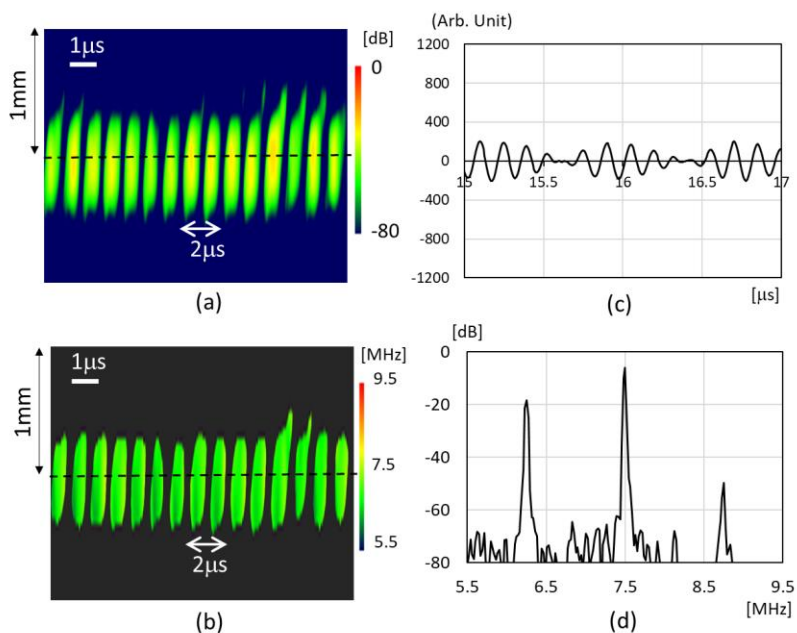 1μs
[dB]
0
1mm
-80
2μs
(a)
(Arb. Unit)
1200
800
400
0
-400
-800
-1200
15
15.5
16
16.5
17
(c)
[μs]
1μs
[MHz]
9.5
1mm
7.5
5.5
2μs
(b)
[dB]
0
-20
-40
-60
-80
5.5
6.5
7.5
8.5
9.5
MHz]
(d)